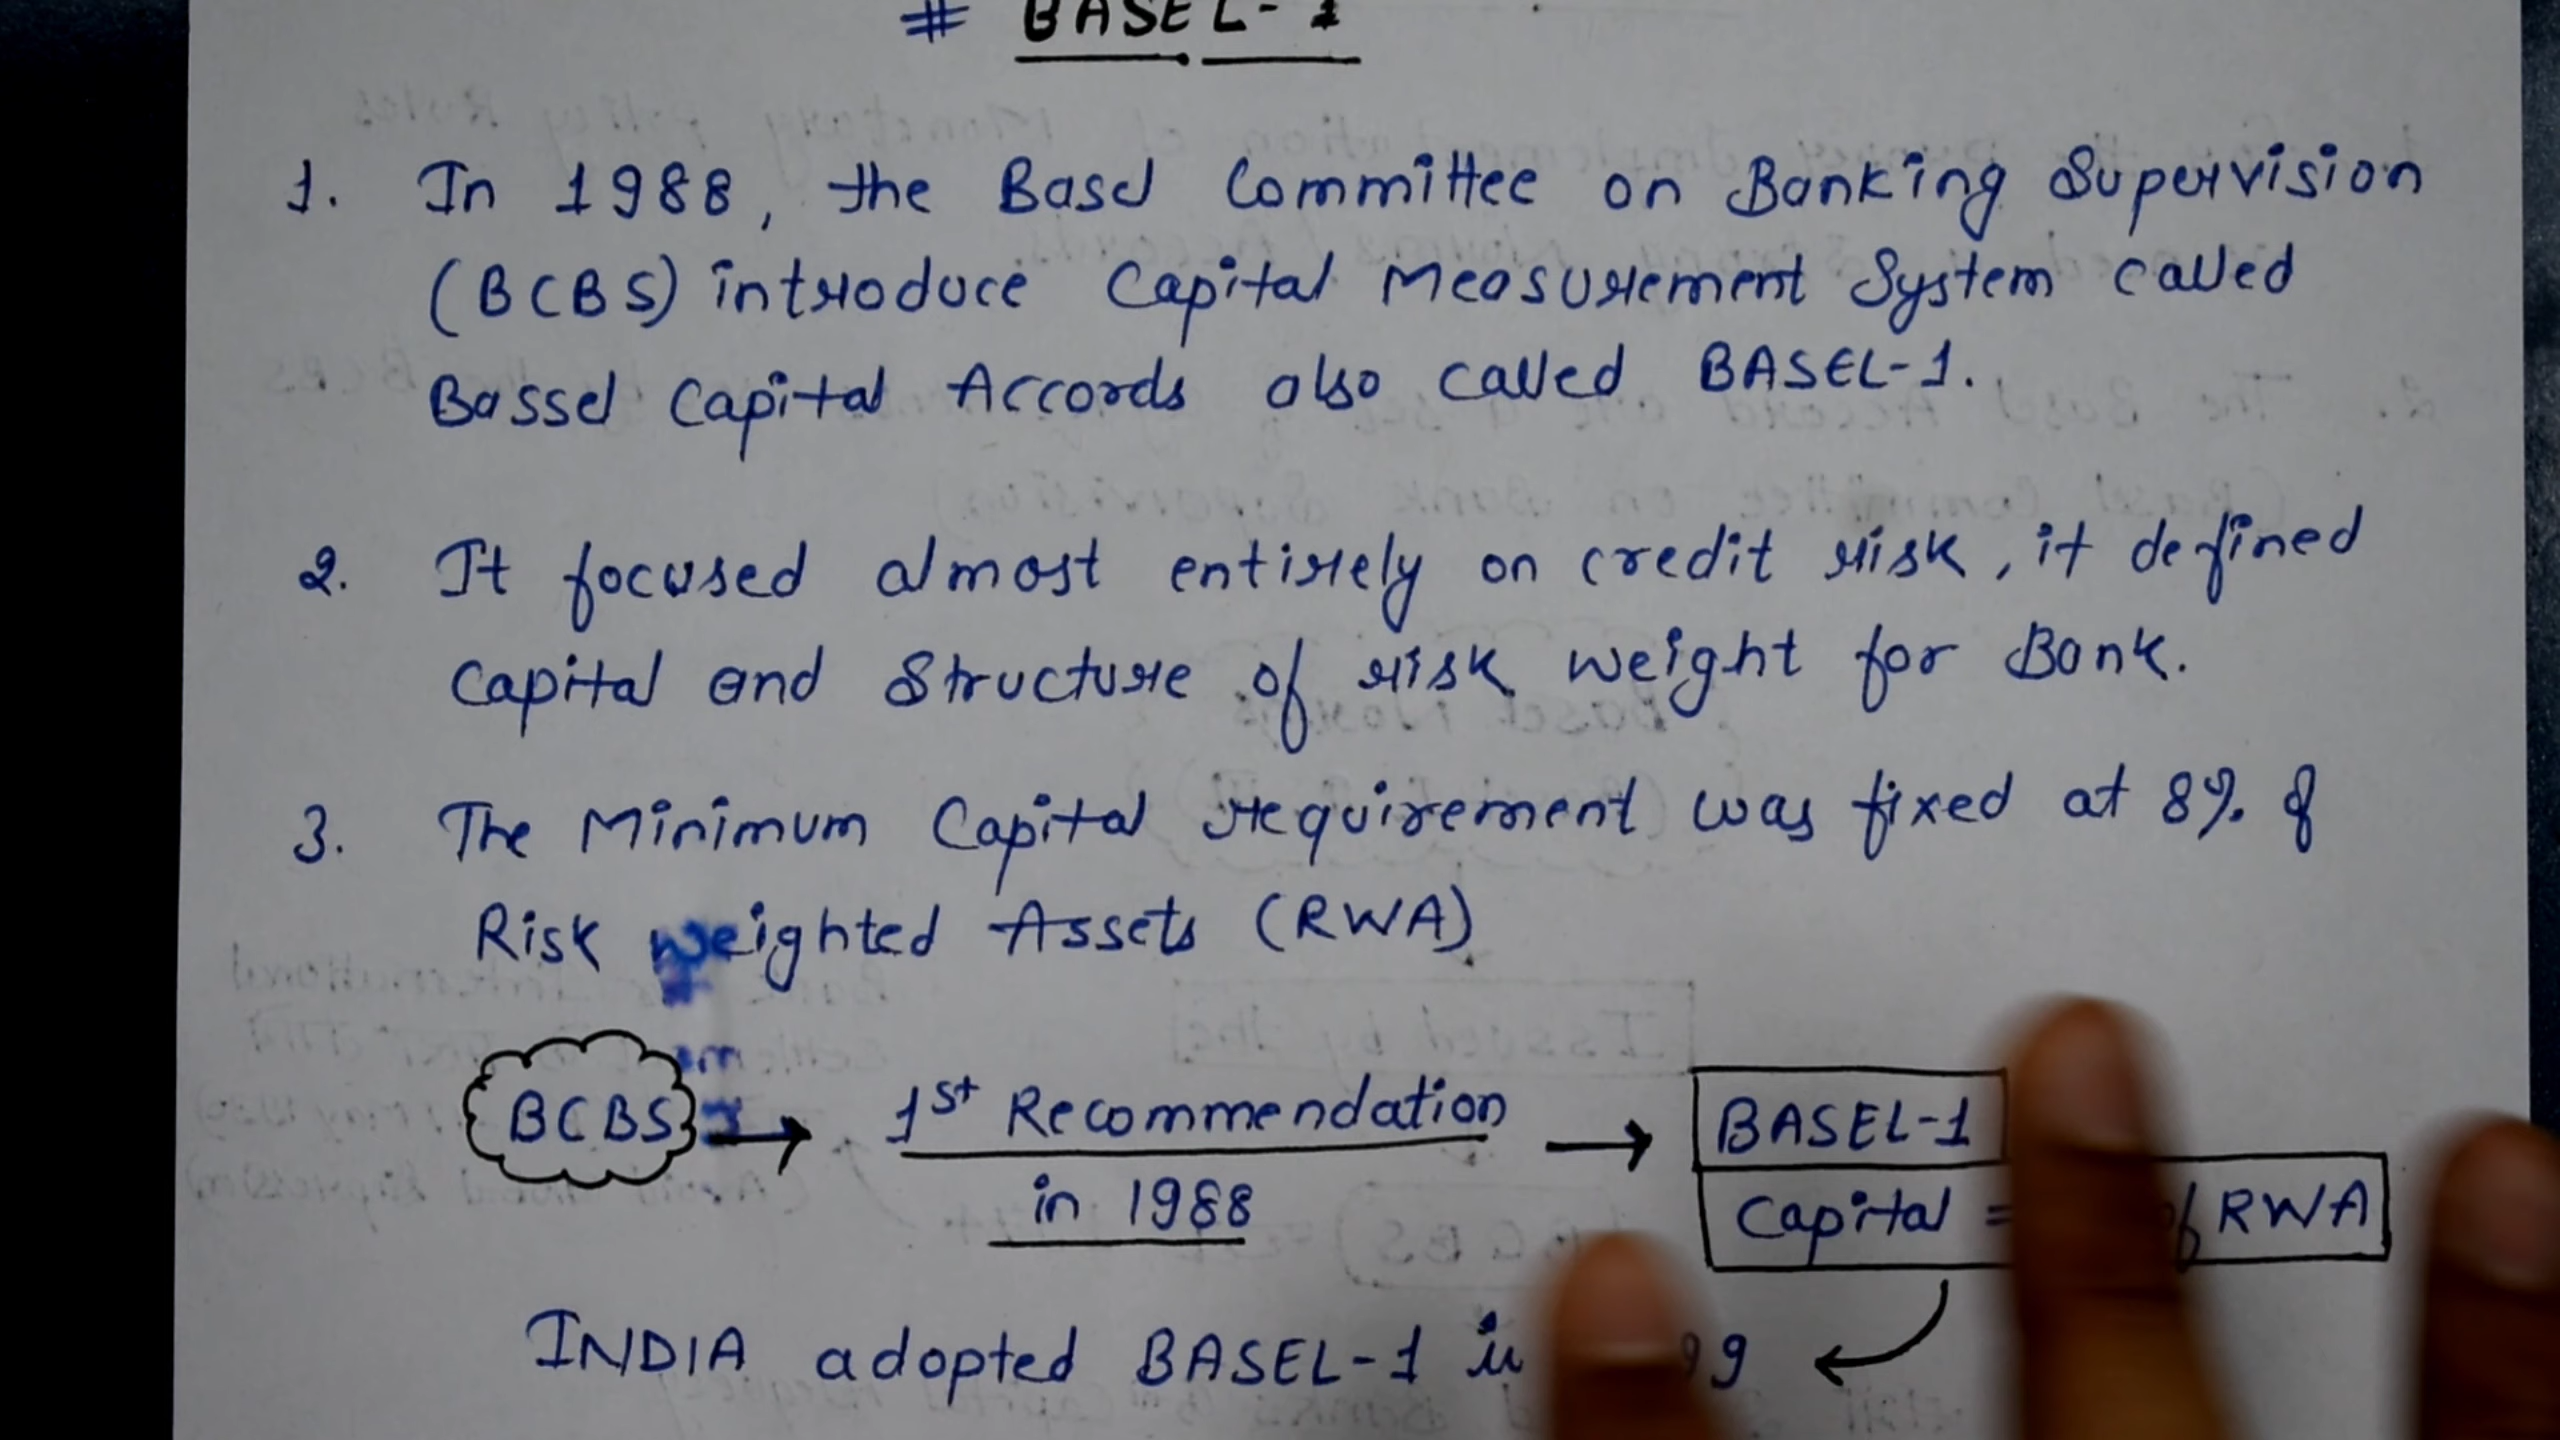 # BASEL-1
1. In 1988, the Basel Committee on Banking Supervision
(BCBS) introduce Capital Measurement System called
Bassel Capital Accords also called BASEL-1.
2. It focused almost entirely on credit risk, it defined
Capital and Structure of risk weight for Bank.
3. The Minimum Capital requirement was fixed at 8% of
Risk weighted Assets (RWA)
BCBS → 1st Recommendation → BASEL-1
in 1988
Capital = of RWA
INDIA adopted BASEL-1 in